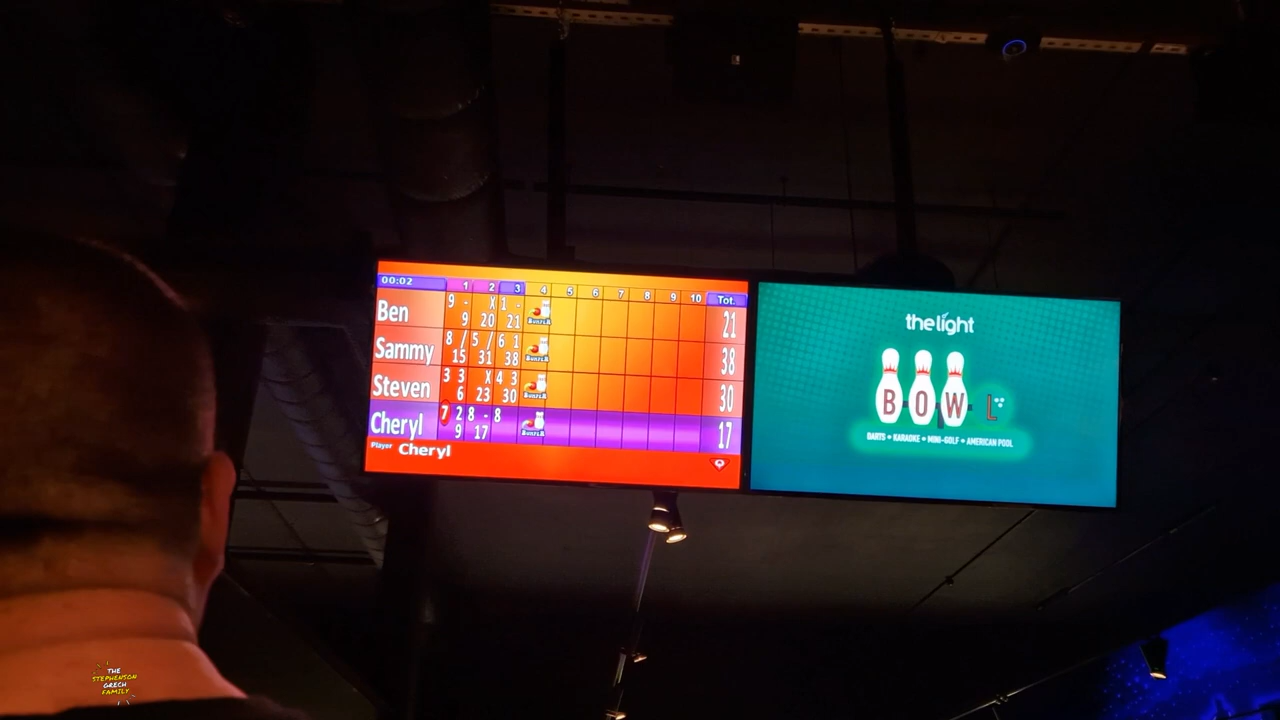 00:02 1 2 3 4 5 6 7 8 9 10 Tot.
Ben 9 - X 1 -
9 20 21 21
Sammy 8 / 5 / 6 1
15 31 38 38
Steven 3 3 X 4 3
6 23 30 30
Cheryl 7 2 8 - 8
9 17 17
Player Cheryl
the light
BOWL
DARTS • KARAOKE • MINI-GOLF • AMERICAN POOL
THE
STEPHENSON
GRECH
FAMILY